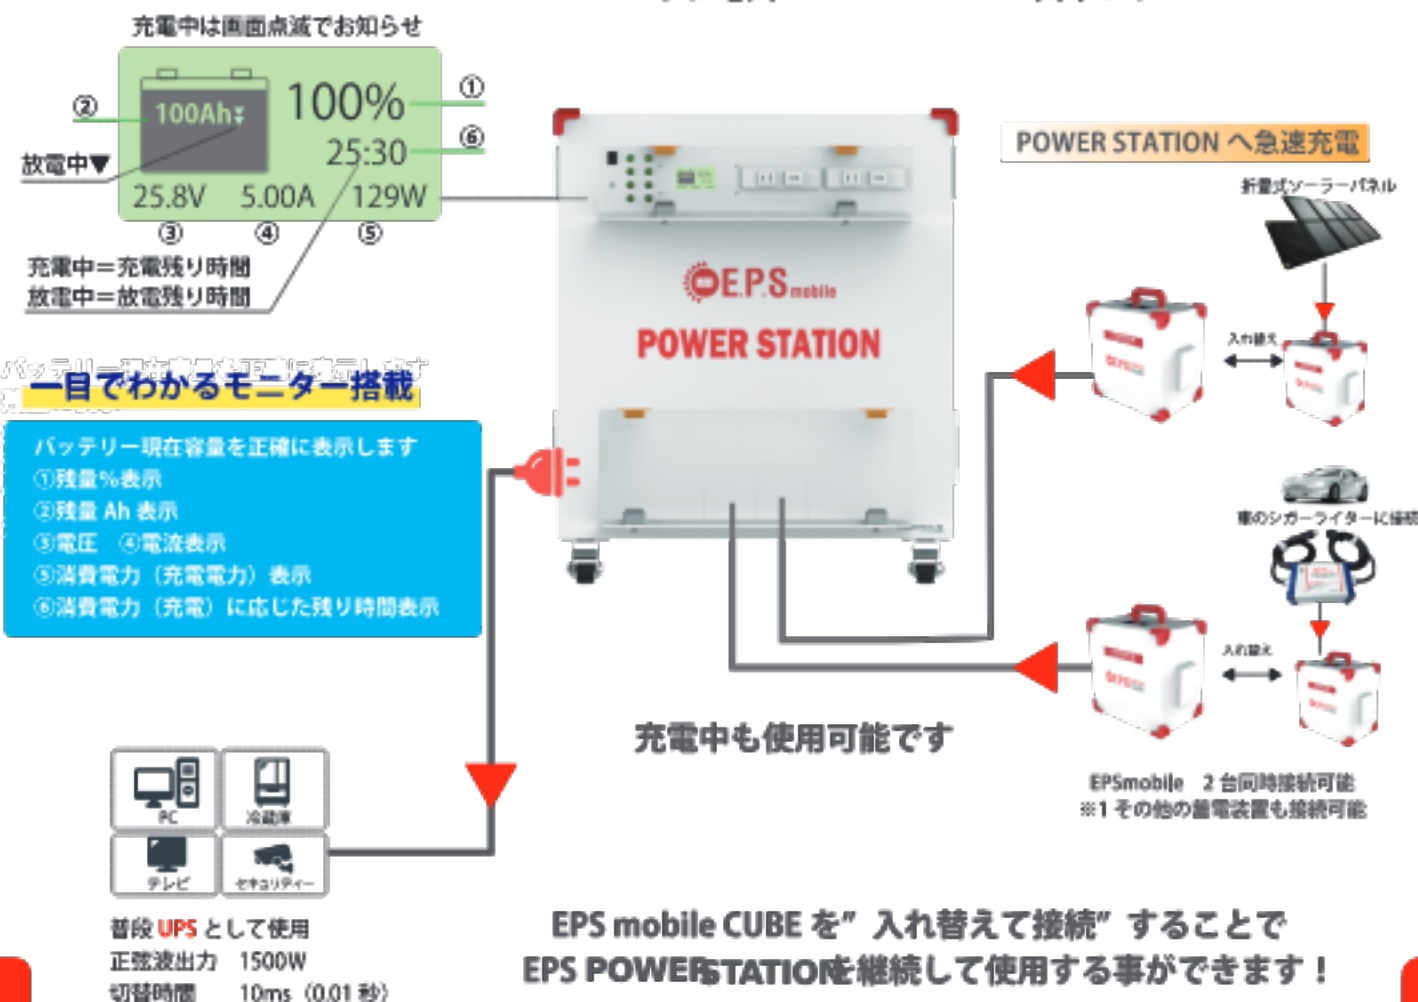 充電中は画面点滅でお知らせ
① ② ③ ④ ⑤ ⑥
100Ah
100%
25:30
25.8V 5.00A 129W
放電中▼
充電中＝充電残り時間
放電中＝放電残り時間
一目でわかるモニター搭載
バッテリー現在容量を正確に表示します
①残量%表示
②残量 Ah 表示
③電圧 ④電流表示
⑤消費電力（充電電力）表示
⑥消費電力（充電）に応じた残り時間表示
E.P.S mobile
POWER STATION
POWER STATION へ急速充電
折畳式ソーラーパネル
入れ替え
車のシガーライターに接続
入れ替え
EPSmobile 2 台同時接続可能
※1 その他の蓄電装置も接続可能
充電中も使用可能です
PC
冷蔵庫
テレビ
セキュリティー
普段 UPS として使用
正弦波出力 1500W
切替時間 10ms（0.01 秒）
EPS mobile CUBE を”入れ替えて接続”することで
EPS POWER STATIONを継続して使用する事ができます！